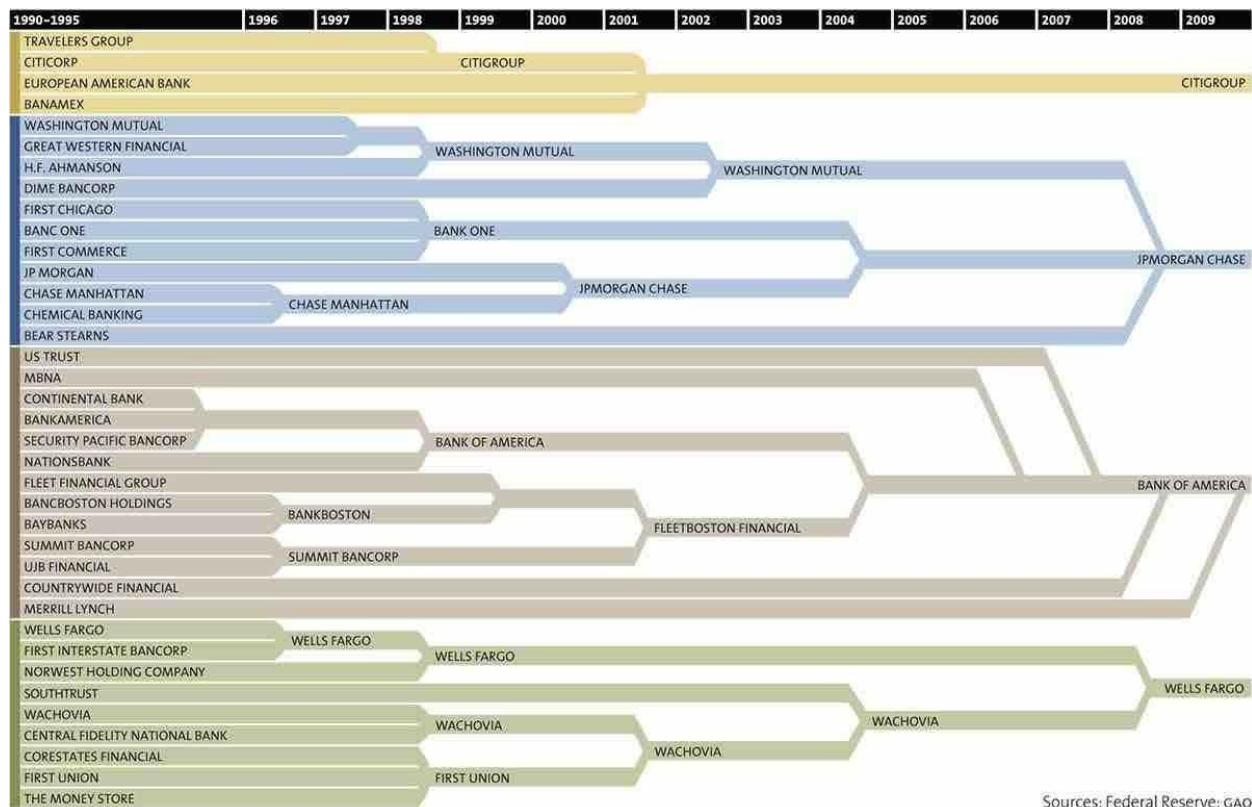 1990–1995 1996 1997 1998 1999 2000 2001 2002 2003 2004 2005 2006 2007 2008 2009
TRAVELERS GROUP
CITICORP CITIGROUP
EUROPEAN AMERICAN BANK CITIGROUP
BANAMEX
WASHINGTON MUTUAL
GREAT WESTERN FINANCIAL WASHINGTON MUTUAL
H.F. AHMANSON WASHINGTON MUTUAL
DIME BANCORP
FIRST CHICAGO
BANC ONE BANK ONE
FIRST COMMERCE JPMORGAN CHASE
JP MORGAN
CHASE MANHATTAN CHASE MANHATTAN JPMORGAN CHASE
CHEMICAL BANKING
BEAR STEARNS
US TRUST
MBNA
CONTINENTAL BANK
BANKAMERICA
SECURITY PACIFIC BANCORP BANK OF AMERICA
NATIONSBANK
FLEET FINANCIAL GROUP BANK OF AMERICA
BANCBOSTON HOLDINGS BANKBOSTON
BAYBANKS FLEETBOSTON FINANCIAL
SUMMIT BANCORP SUMMIT BANCORP
UJB FINANCIAL
COUNTRYWIDE FINANCIAL
MERRILL LYNCH
WELLS FARGO WELLS FARGO
FIRST INTERSTATE BANCORP WELLS FARGO
NORWEST HOLDING COMPANY
SOUTHTRUST WELLS FARGO
WACHOVIA WACHOVIA WACHOVIA
CENTRAL FIDELITY NATIONAL BANK
CORESTATES FINANCIAL WACHOVIA
FIRST UNION FIRST UNION
THE MONEY STORE
Sources: Federal Reserve; GAO